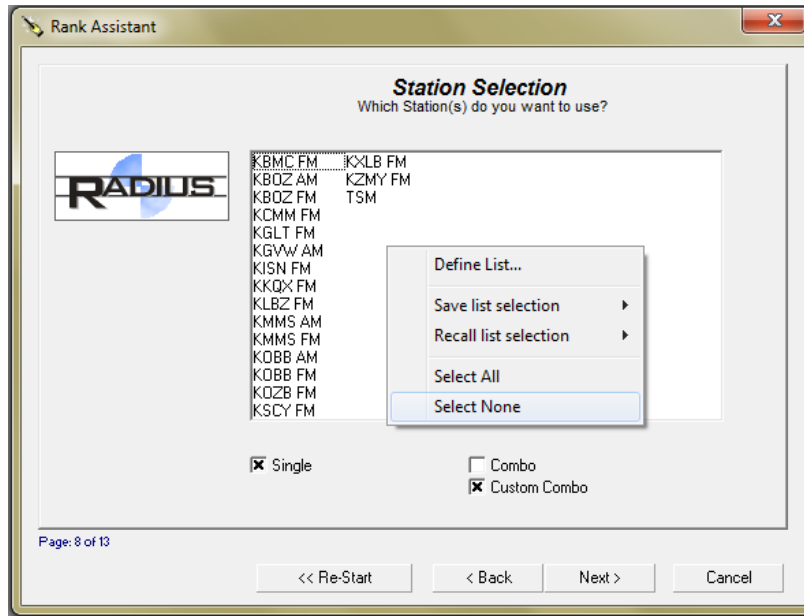 Rank Assistant
Station Selection
Which Station(s) do you want to use?
RADIUS
KBMC FM KXLB FM
KBOZ AM KZMY FM
KBOZ FM TSM
KCMM FM
KGLT FM
KGVW AM
KISN FM
KKQX FM
KLBZ FM
KMMS AM
KMMS FM
KOBB AM
KOBB FM
KOZB FM
KSCY FM
Define List...
Save list selection
Recall list selection
Select All
Select None
Single
Combo
Custom Combo
Page: 8 of 13
<< Re-Start
< Back
Next >
Cancel